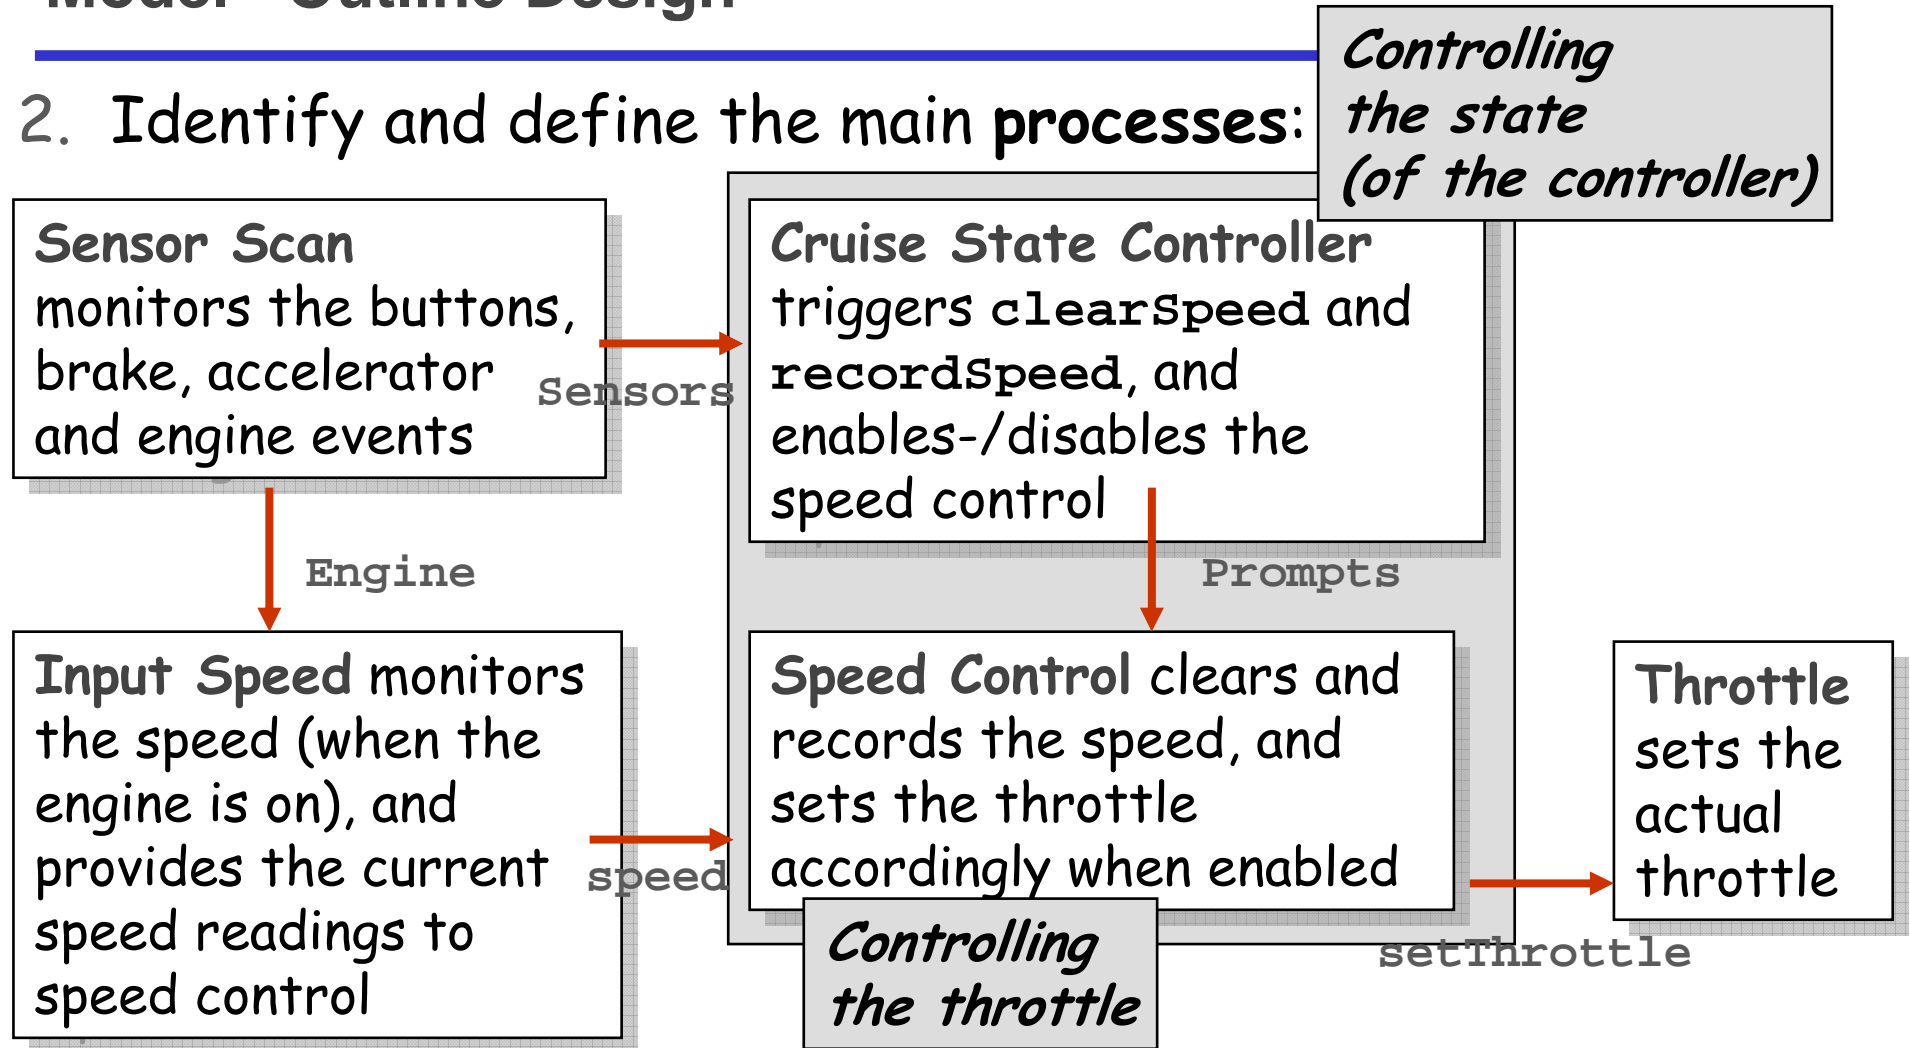 2. Identify and define the main processes:
Controlling
the state
(of the controller)
Sensor Scan
monitors the buttons,
brake, accelerator
and engine events
Sensors
Cruise State Controller
triggers clearSpeed and
recordSpeed, and
enables-/disables the
speed control
Engine
Prompts
Input Speed monitors
the speed (when the
engine is on), and
provides the current
speed readings to
speed control
speed
Speed Control clears and
records the speed, and
sets the throttle
accordingly when enabled
Controlling
the throttle
setThrottle
Throttle
sets the
actual
throttle